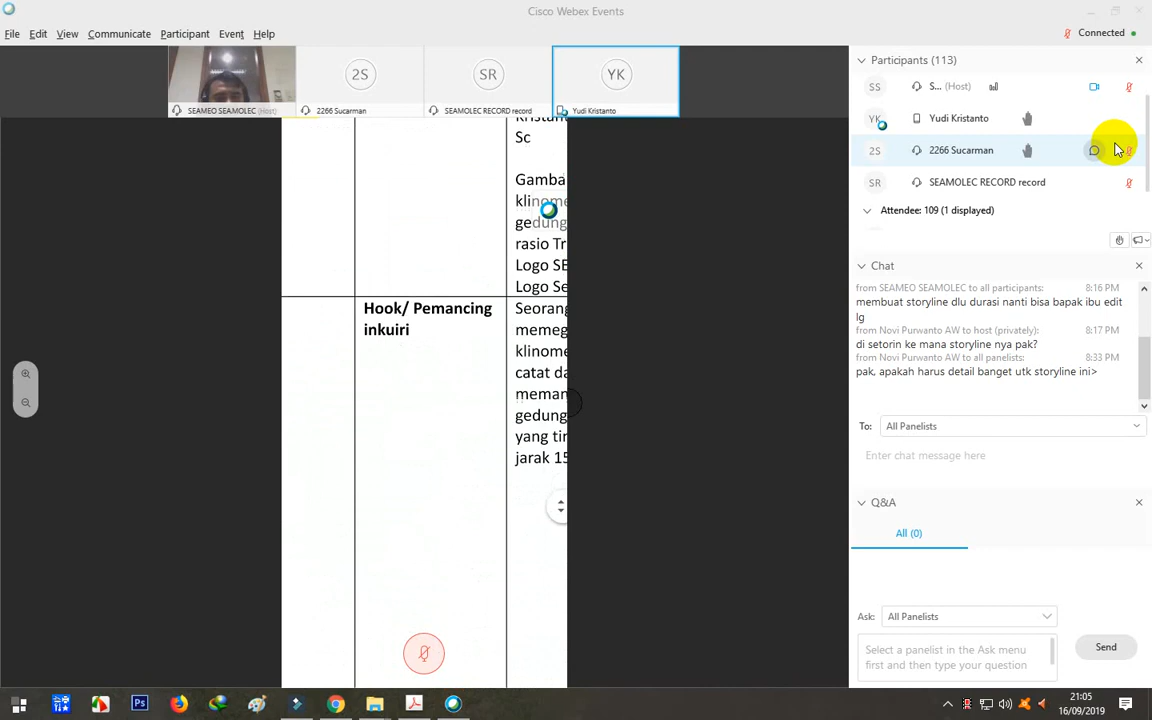 Cisco Webex Events
File Edit View Communicate Participant Event Help
Connected
SEAMEO SEAMOLEC (Host)
2S
2266 Sucarman
SR
SEAMOLEC RECORD record
YK
Yudi Kristanto
Participants (113)
SS S... (Host)
YK Yudi Kristanto
2S 2266 Sucarman
SR SEAMOLEC RECORD record
Attendee: 109 (1 displayed)
Chat
from SEAMEO SEAMOLEC to all participants: 8:16 PM
membuat storyline dlu durasi nanti bisa bapak ibu edit
lg
from Novi Purwanto AW to host (privately): 8:17 PM
di setorin ke mana storyline nya pak?
from Novi Purwanto AW to all panelists: 8:33 PM
pak, apakah harus detail banget utk storyline ini>
To: All Panelists
Enter chat message here
Q&A
All (0)
Ask: All Panelists
Select a panelist in the Ask menu
first and then type your question
Send
Sc
Gamba
klinome
gedung
rasio Tr
Logo SE
Logo Se
Hook/ Pemancing
inkuiri
Seorang
memeg
klinome
catat da
meman
gedung
yang tin
jarak 15
Ps
21:05
16/09/2019